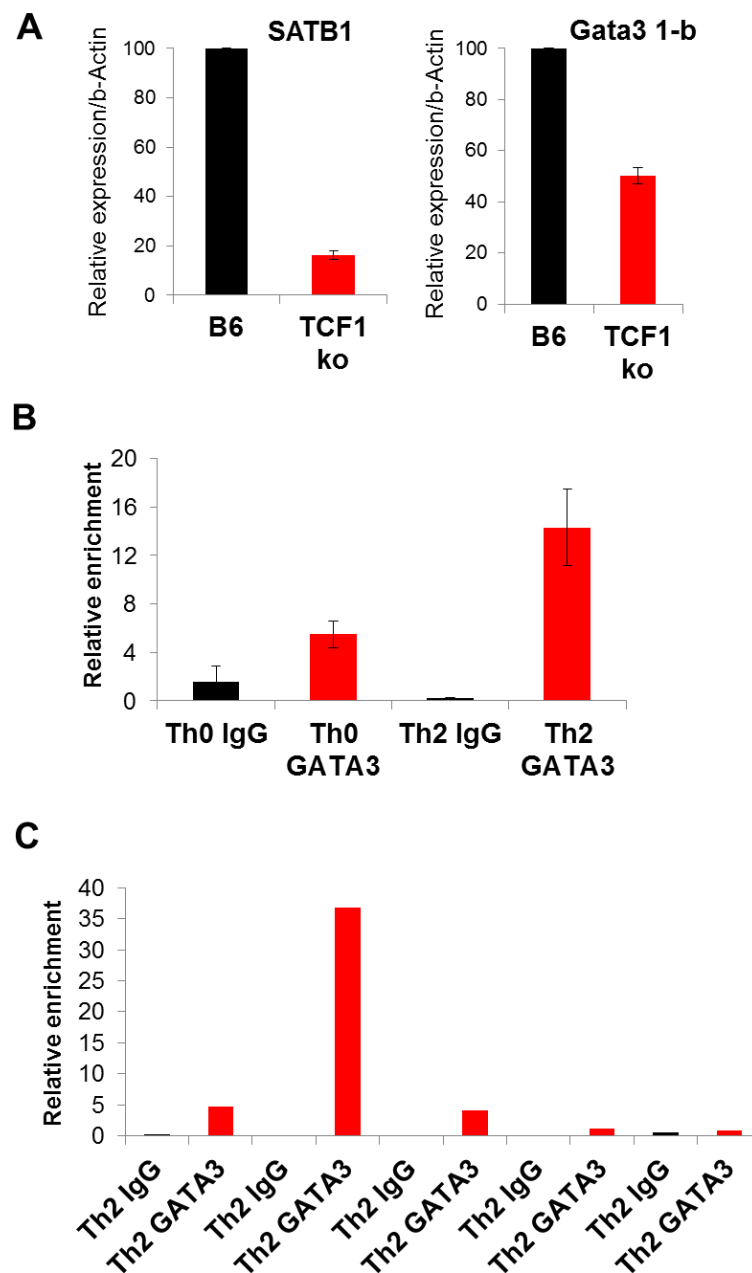 A
SATB1
Gata3 1-b
Relative expression/b-Actin
100
80
60
40
20
0
B6
TCF1
ko
Relative expression/b-Actin
100
80
60
40
20
0
B6
TCF1
ko
B
Relative enrichment
20
16
12
8
4
0
Th0 IgG
Th0
GATA3
Th2 IgG
Th2
GATA3
C
Relative enrichment
40
35
30
25
20
15
10
5
0
Th2 IgG
Th2 GATA3
Th2 IgG
Th2 GATA3
Th2 IgG
Th2 GATA3
Th2 IgG
Th2 GATA3
Th2 IgG
Th2 GATA3